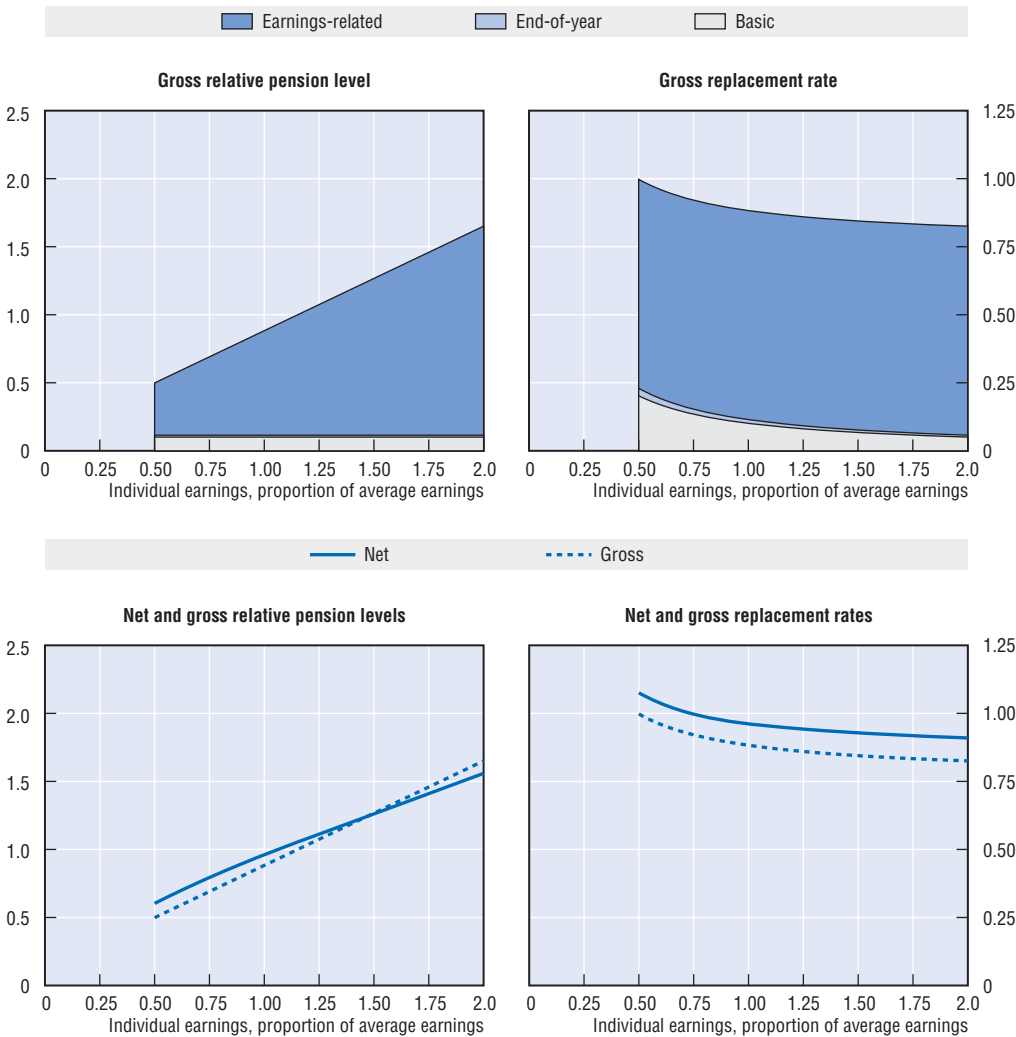 Earnings-related End-of-year Basic
Gross relative pension level
2.5
2.0
1.5
1.0
0.5
0
0 0.25 0.50 0.75 1.00 1.25 1.50 1.75 2.0
Individual earnings, proportion of average earnings
Gross replacement rate
1.25
1.00
0.75
0.50
0.25
0
0 0.25 0.50 0.75 1.00 1.25 1.50 1.75 2.0
Individual earnings, proportion of average earnings
Net Gross
Net and gross relative pension levels
2.5
2.0
1.5
1.0
0.5
0
0 0.25 0.50 0.75 1.00 1.25 1.50 1.75 2.0
Individual earnings, proportion of average earnings
Net and gross replacement rates
1.25
1.00
0.75
0.50
0.25
0
0 0.25 0.50 0.75 1.00 1.25 1.50 1.75 2.0
Individual earnings, proportion of average earnings